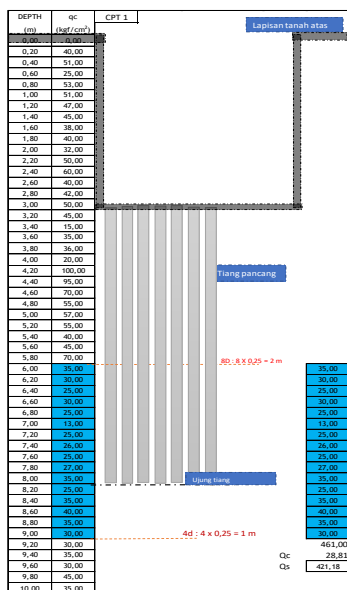 DEPTH qc CPT 1
(m) (kgf/cm²) Lapisan tanah atas
0,00 0,00
0,20 40,00
0,40 51,00
0,60 25,00
0,80 53,00
1,00 51,00
1,20 47,00
1,40 45,00
1,60 38,00
1,80 40,00
2,00 32,00
2,20 50,00
2,40 60,00
2,60 40,00
2,80 42,00
3,00 50,00
3,20 45,00
3,40 15,00
3,60 35,00
3,80 36,00
4,00 20,00
4,20 100,00 Tiang pancang
4,40 95,00
4,60 70,00
4,80 55,00
5,00 57,00
5,20 55,00
5,40 40,00
5,60 45,00
5,80 70,00 8D : 8 X 0,25 = 2 m
6,00 35,00 35,00
6,20 30,00 30,00
6,40 25,00 25,00
6,60 30,00 30,00
6,80 25,00 25,00
7,00 13,00 13,00
7,20 25,00 25,00
7,40 26,00 26,00
7,60 25,00 25,00
7,80 27,00 27,00
8,00 35,00 Ujung tiang 35,00
8,20 25,00 25,00
8,40 35,00 35,00
8,60 40,00 40,00
8,80 35,00 35,00
9,00 30,00 4d : 4 x 0,25 = 1 m 30,00
9,20 30,00 461,00
9,40 35,00 Qc 28,81
9,60 30,00 Qs 421,18
9,80 45,00
10,00 35,00